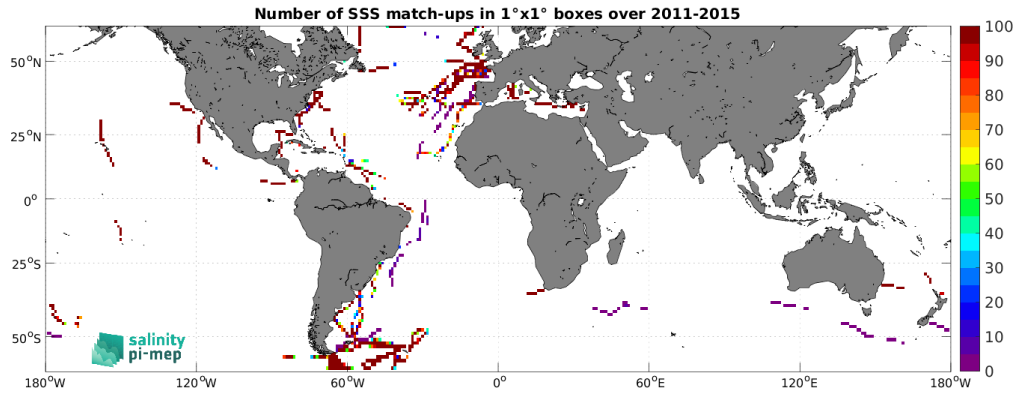 Number of SSS match-ups in 1°x1° boxes over 2011-2015
50°N
25°N
0°
25°S
50°S
180°W
120°W
60°W
0°
60°E
120°E
180°W
100
90
80
70
60
50
40
30
20
10
0
salinity
pi-mep